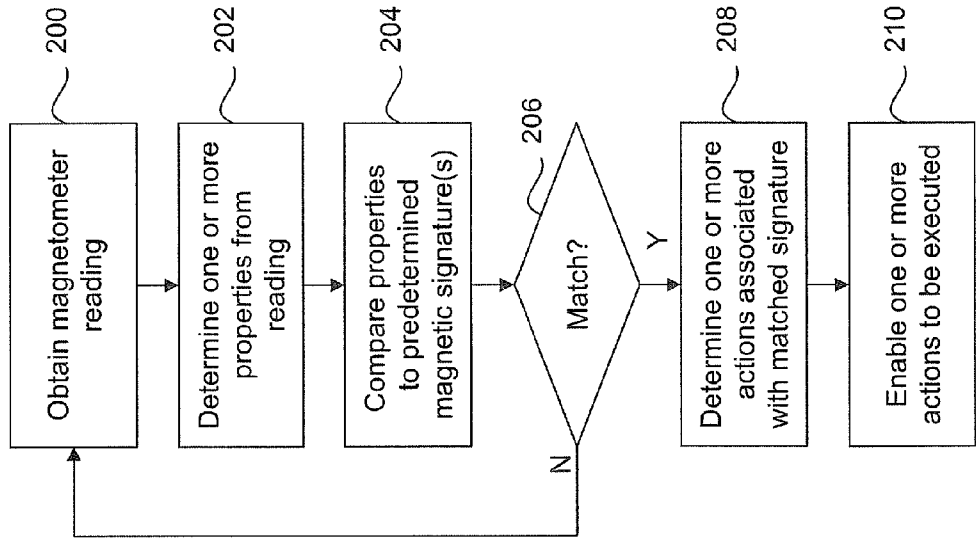 Obtain magnetometer
reading
200
Determine one or more
properties from
reading
202
Compare properties
to predetermined
magnetic signature(s)
204
Match?
206
N
Y
Determine one or more
actions associated
with matched signature
208
Enable one or more
actions to be executed
210